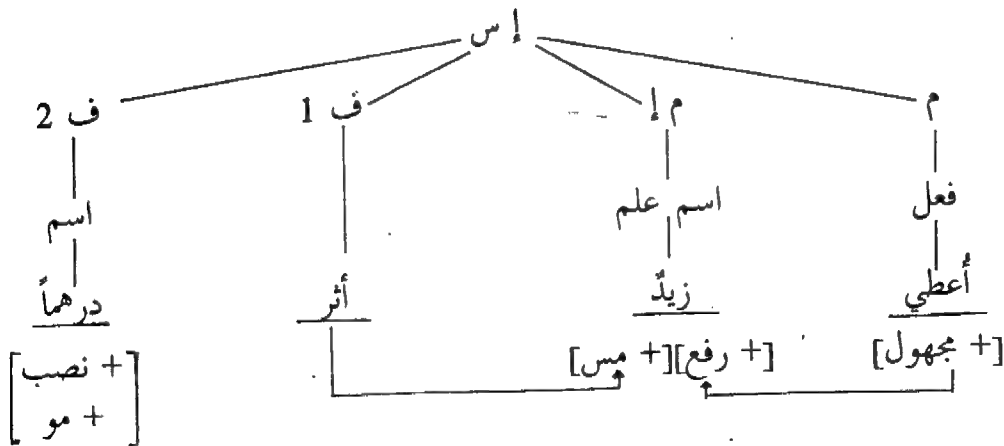 إ س
م م إ ف 1 ف 2
فعل اسم علم اسم
أُعطي زيدٌ أثر درهماً
[+ مجهول] [+ رفع][+ مس] [+ نصب
+ مو]